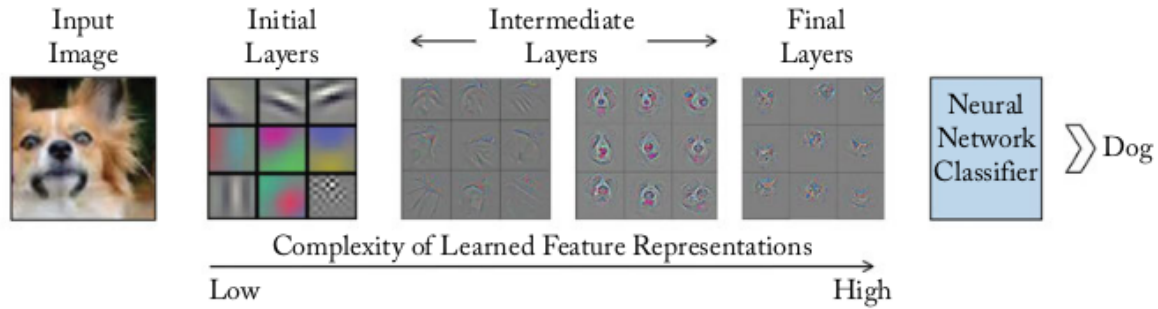 Input
Image
Initial
Layers
Intermediate
Layers
Final
Layers
Neural
Network
Classifier
Dog
Complexity of Learned Feature Representations
Low
High